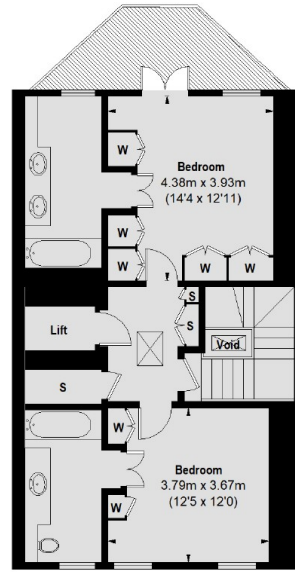 W
Bedroom
4.38m x 3.93m
(14'4 x 12'11)
W
W
W
W
S
S
Lift
Void
S
W
Bedroom
3.79m x 3.67m
(12'5 x 12'0)
W